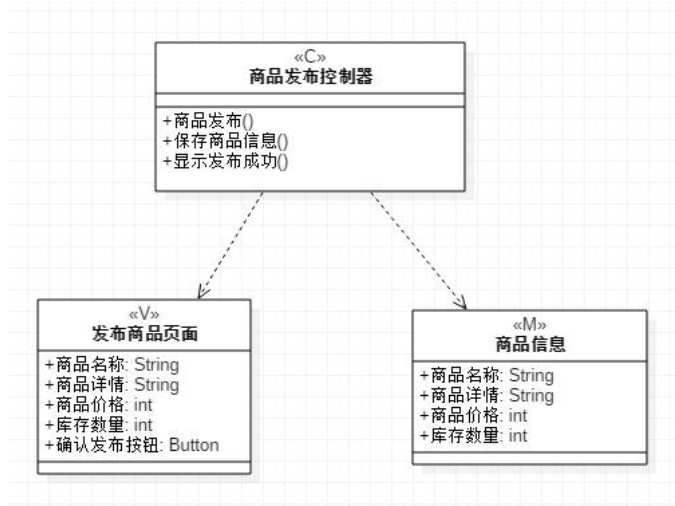 «C»
商品发布控制器
+商品发布()
+保存商品信息()
+显示发布成功()
«V»
发布商品页面
+商品名称: String
+商品详情: String
+商品价格: int
+库存数量: int
+确认发布按钮: Button
«M»
商品信息
+商品名称: String
+商品详情: String
+商品价格: int
+库存数量: int